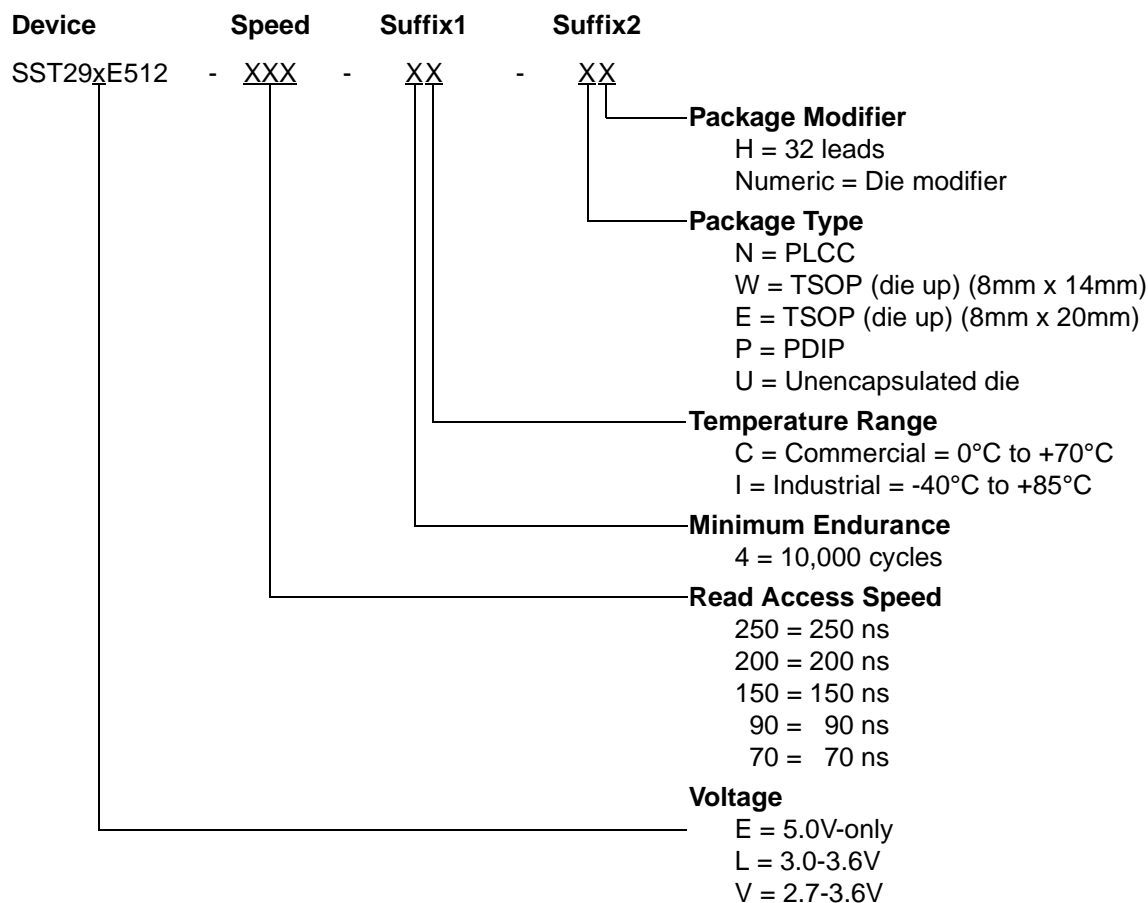 Device Speed Suffix1 Suffix2
SST29xE512 - XXX - XX - XX
Package Modifier
H = 32 leads
Numeric = Die modifier
Package Type
N = PLCC
W = TSOP (die up) (8mm x 14mm)
E = TSOP (die up) (8mm x 20mm)
P = PDIP
U = Unencapsulated die
Temperature Range
C = Commercial = 0°C to +70°C
I = Industrial = -40°C to +85°C
Minimum Endurance
4 = 10,000 cycles
Read Access Speed
250 = 250 ns
200 = 200 ns
150 = 150 ns
90 = 90 ns
70 = 70 ns
Voltage
E = 5.0V-only
L = 3.0-3.6V
V = 2.7-3.6V